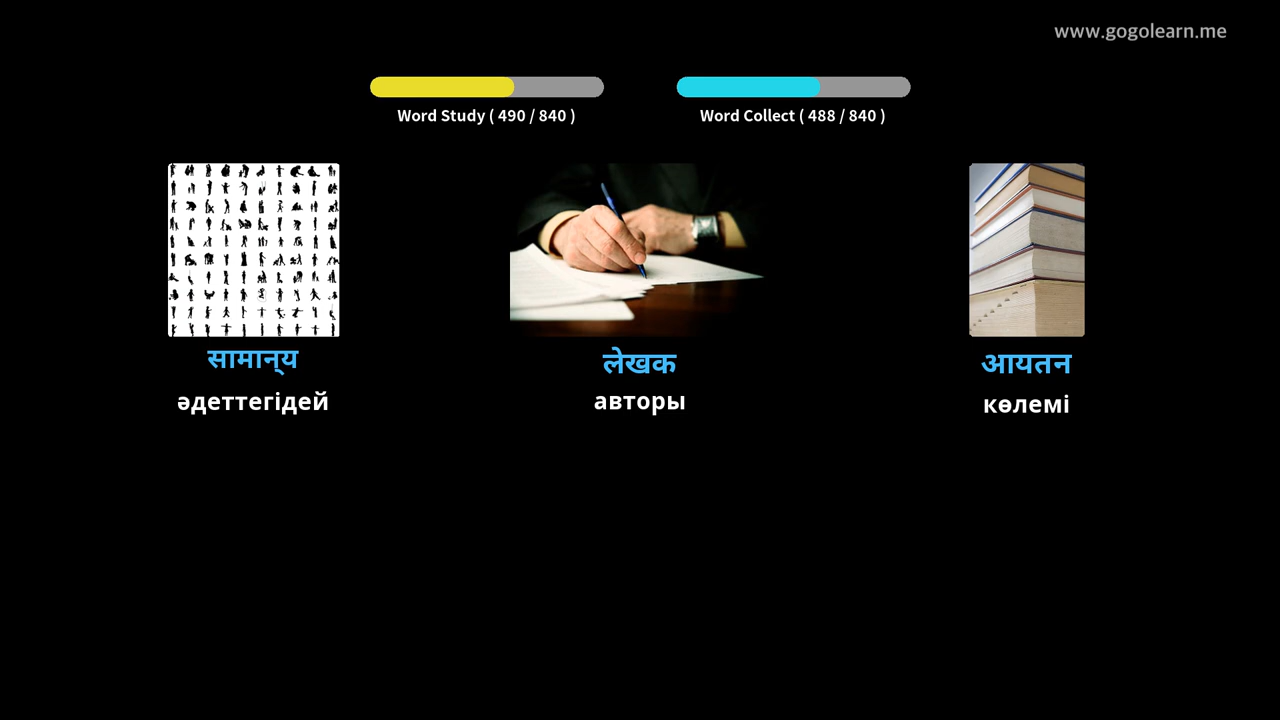 www.gogolearn.me
Word Study ( 490 / 840 )
Word Collect ( 488 / 840 )
सामान्य
लेखक
आयतन
әдеттегідей
авторы
көлемі